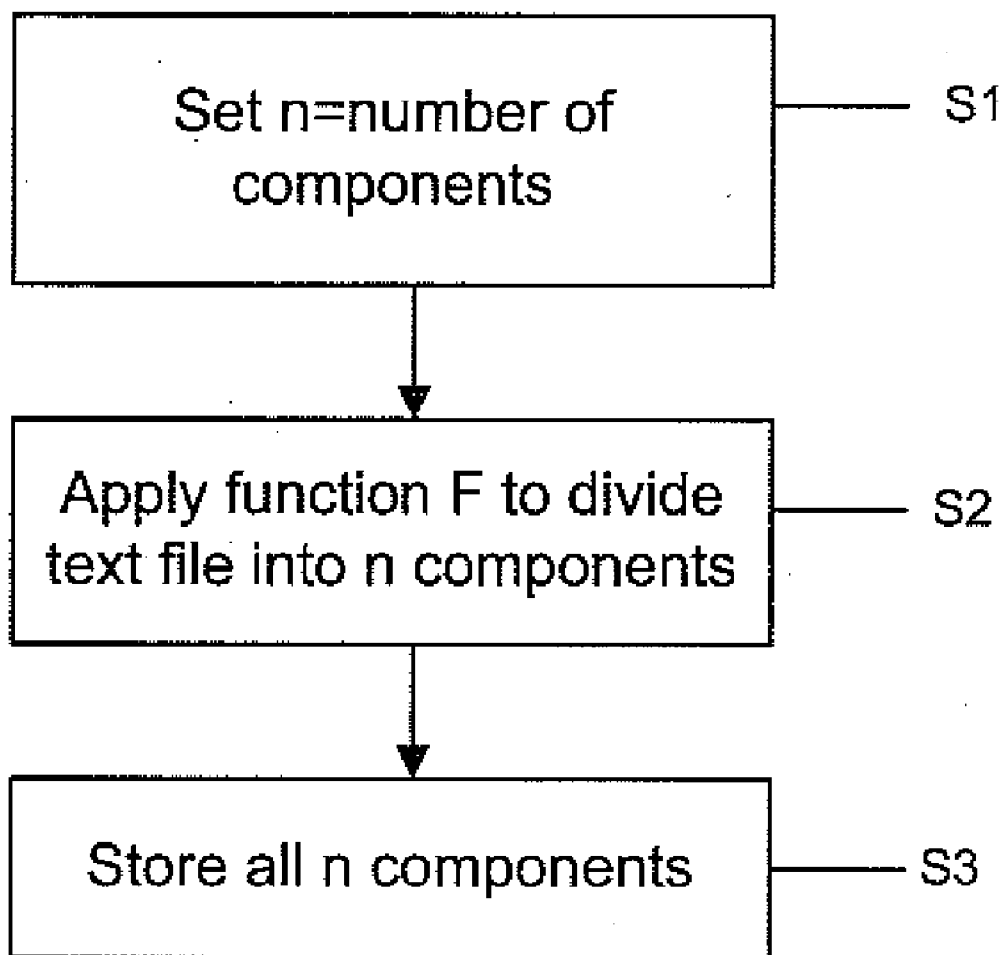 Set n=number of
components
S1
Apply function F to divide
text file into n components
S2
Store all n components
S3